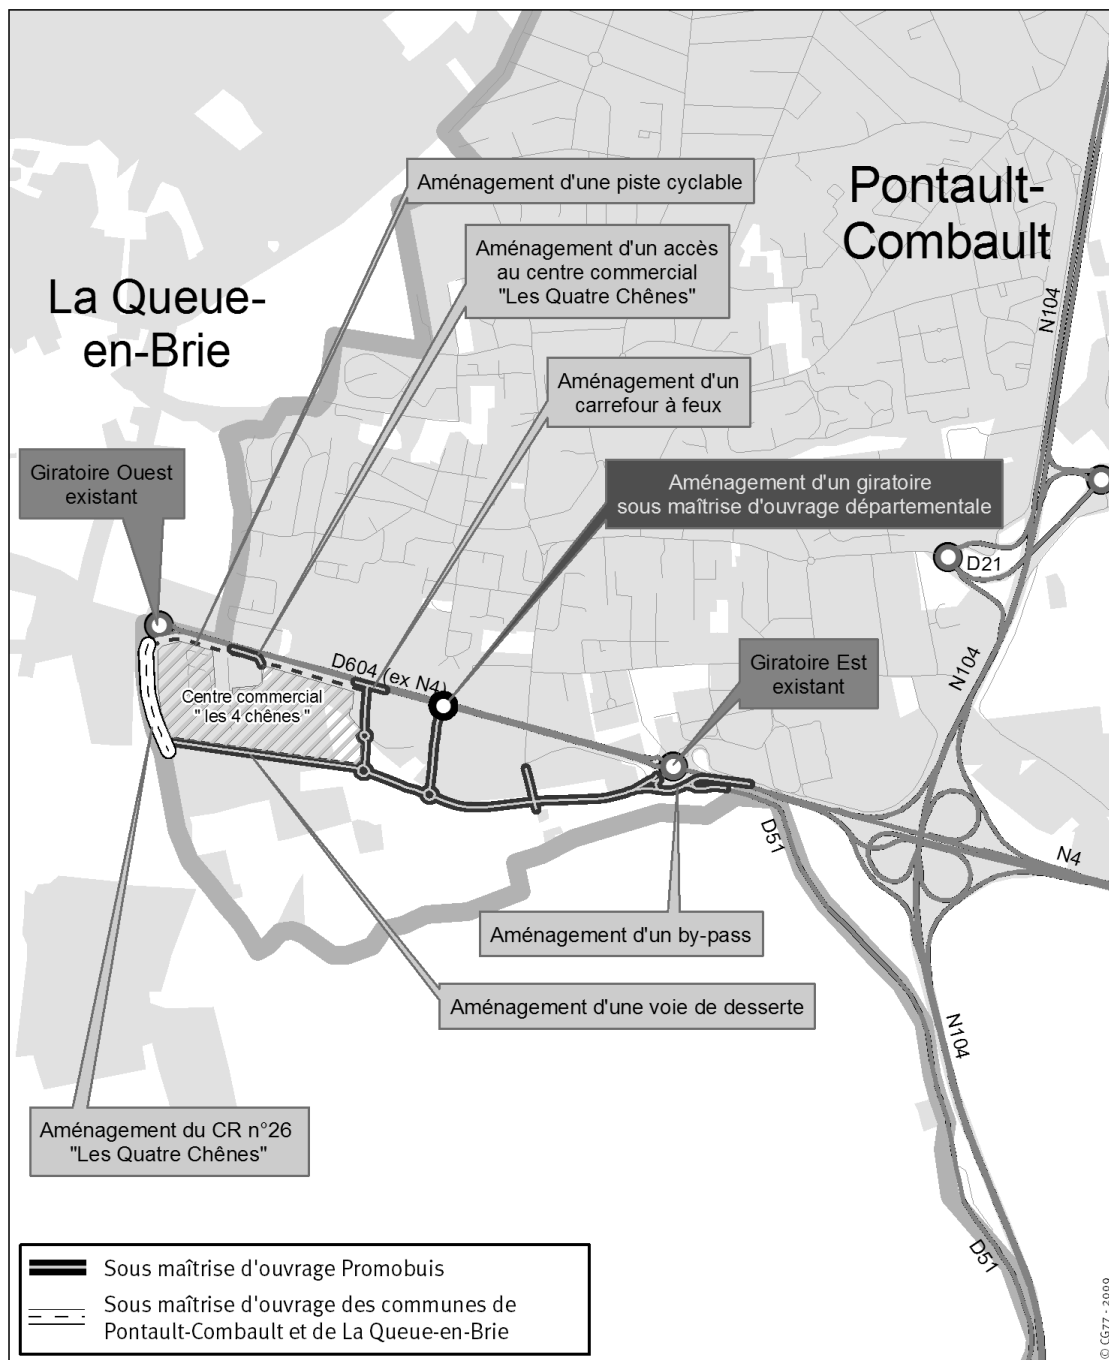 Aménagement d'une piste cyclable
Pontault-
Combault
Aménagement d'un accès
au centre commercial
"Les Quatre Chênes"
La Queue-
en-Brie
N104
Aménagement d'un
carrefour à feux
Giratoire Ouest
existant
Aménagement d'un giratoire
sous maîtrise d'ouvrage départementale
D21
D604 (ex N4)
Giratoire Est
existant
N104
Centre commercial
" les 4 chênes "
D51
N4
Aménagement d'un by-pass
Aménagement d'une voie de desserte
N104
Aménagement du CR n°26
"Les Quatre Chênes"
D51
Sous maîtrise d'ouvrage Promobuis
Sous maîtrise d'ouvrage des communes de
Pontault-Combault et de La Queue-en-Brie
© CG77 - 2009